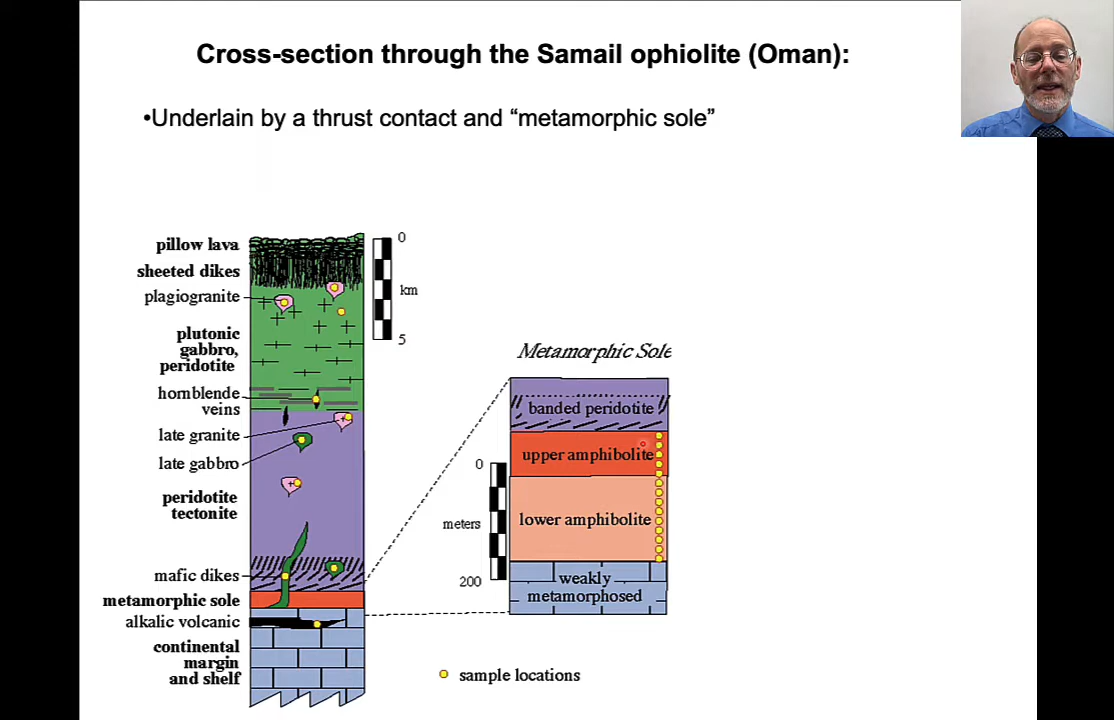 Cross-section through the Samail ophiolite (Oman):
•Underlain by a thrust contact and “metamorphic sole”
pillow lava
sheeted dikes
plagiogranite
plutonic
gabbro,
peridotite
hornblende
veins
late granite
late gabbro
peridotite
tectonite
mafic dikes
metamorphic sole
alkalic volcanic
continental
margin
and shelf
0
km
5
Metamorphic Sole
banded peridotite
upper amphibolite
lower amphibolite
weakly
metamorphosed
0
meters
200
sample locations